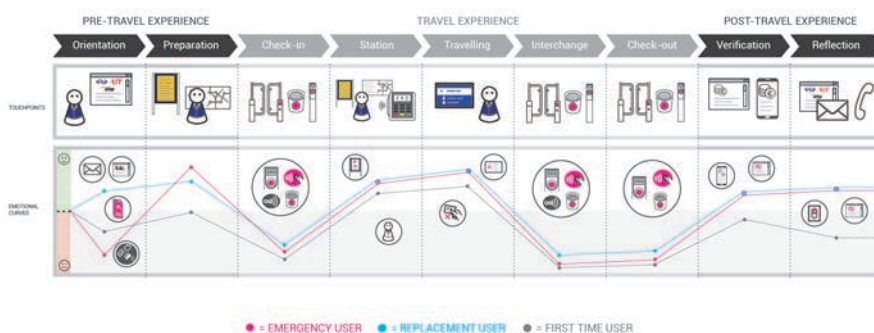 PRE-TRAVEL EXPERIENCE
TRAVEL EXPERIENCE
POST-TRAVEL EXPERIENCE
Orientation
Preparation
Check-in
Station
Travelling
Interchange
Check-out
Verification
Reflection
TOUCHPOINTS
EMOTIONAL
CURVES
= EMERGENCY USER
= REPLACEMENT USER
= FIRST TIME USER